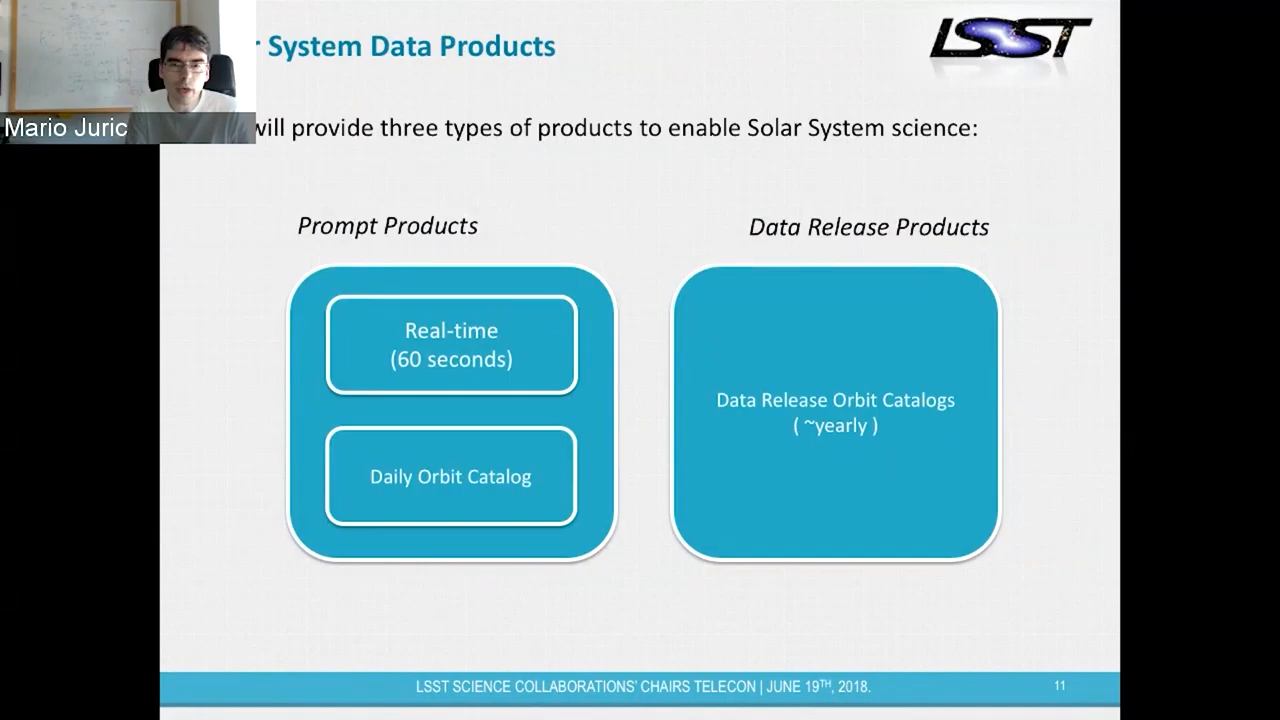 r System Data Products
LSST
Mario Juric
will provide three types of products to enable Solar System science:
Prompt Products
Data Release Products
Real-time
(60 seconds)
Daily Orbit Catalog
Data Release Orbit Catalogs
( ~yearly )
LSST SCIENCE COLLABORATIONS' CHAIRS TELECON | JUNE 19TH, 2018.
11